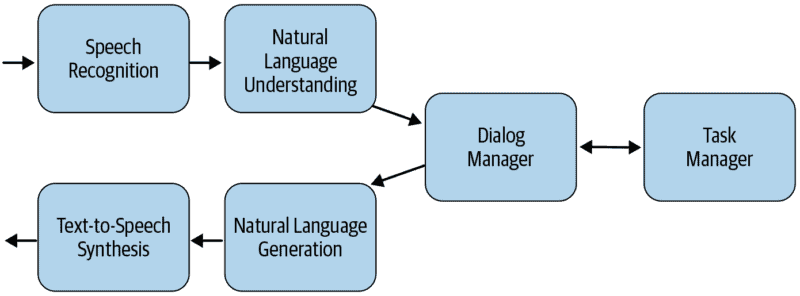 Speech
Recognition
Natural
Language
Understanding
Dialog
Manager
Task
Manager
Text-to-Speech
Synthesis
Natural Language
Generation